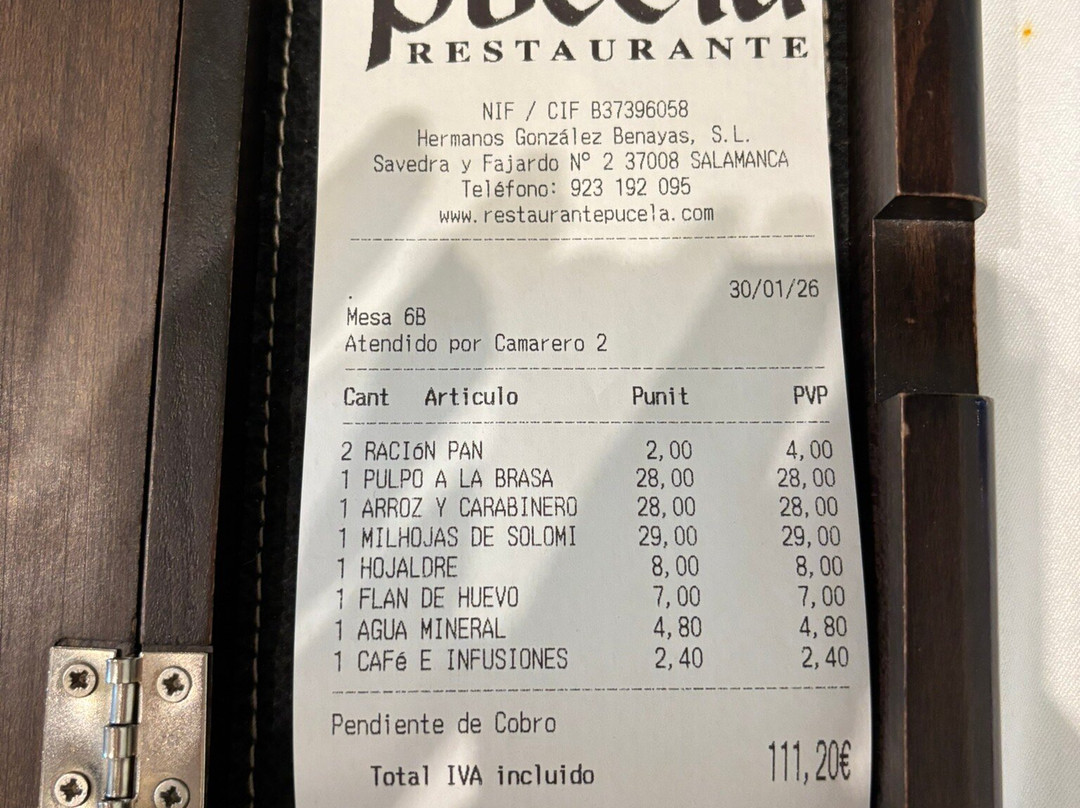 pucela
RESTAURANTE
NIF / CIF B37396058
Hermanos González Benayas, S.L.
Savedra y Fajardo Nº 2 37008 SALAMANCA
Teléfono: 923 192 095
www.restaurantepucela.com
30/01/26
.
Mesa 6B
Atendido por Camarero 2
Cant Articulo Punit PVP
2 RACIóN PAN 2,00 4,00
1 PULPO A LA BRASA 28,00 28,00
1 ARROZ Y CARABINERO 28,00 28,00
1 MILHOJAS DE SOLOMI 29,00 29,00
1 HOJALDRE 8,00 8,00
1 FLAN DE HUEVO 7,00 7,00
1 AGUA MINERAL 4,80 4,80
1 CAFé E INFUSIONES 2,40 2,40
Pendiente de Cobro
Total IVA incluido 111,20€